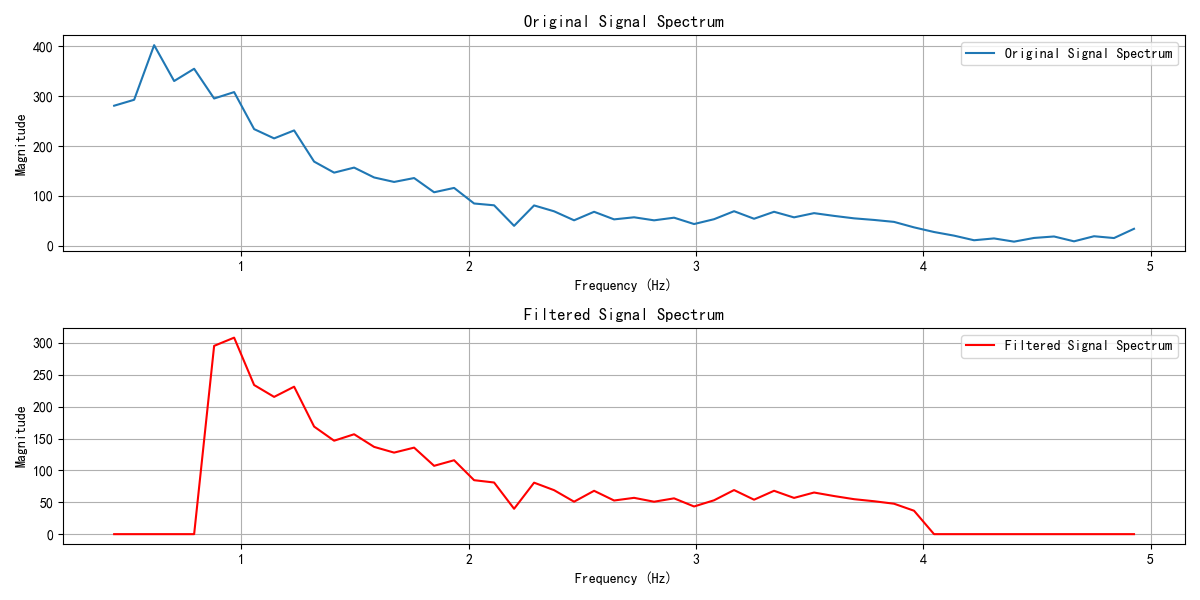 Original Signal Spectrum
Original Signal Spectrum
Magnitude
400
300
200
100
0
1 2 3 4 5
Frequency (Hz)
Filtered Signal Spectrum
Filtered Signal Spectrum
Magnitude
300
250
200
150
100
50
0
1 2 3 4 5
Frequency (Hz)